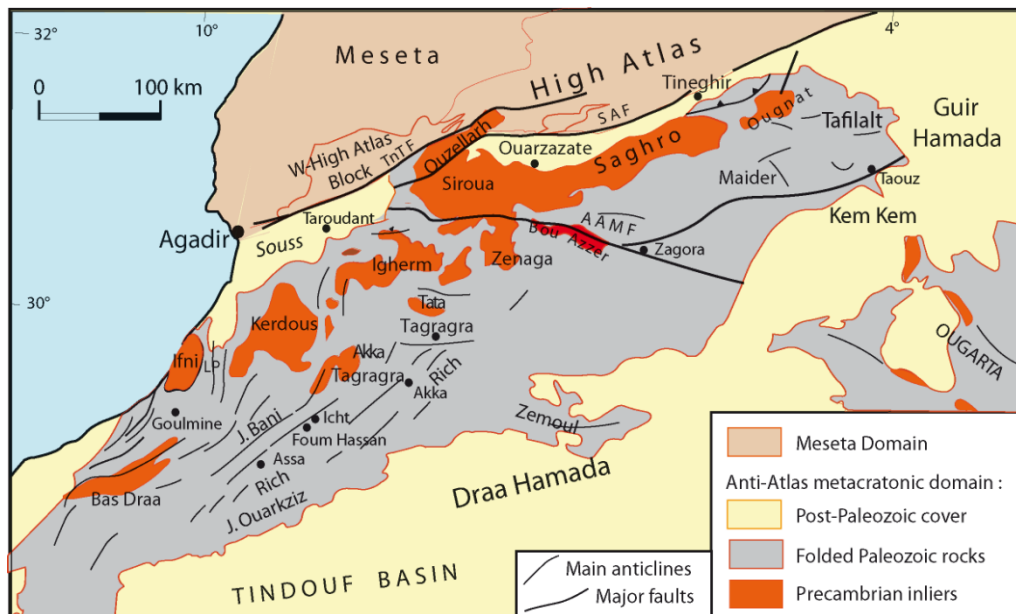 32°
10°
4°
0
100 km
Meseta
High Atlas
Tineghir
Ougnat
Guir
Hamada
SAF
Tafilalt
Ouzellarh
W-High Atlas
Block
TnTF
Ouarzazate
Saghro
Siroua
Maider
Taouz
Taroudant
AAMF
Kem Kem
Agadir
Souss
Bou Azzer
Zagora
Igherm
Zenaga
30°
Tata
Kerdous
Tagragra
OUGARTA
Ifni
LP
Akka
Tagragra
Rich
Akka
Goulmine
J. Bani
Icht
Foum Hassan
Zemoul
Assa
Bas Draa
Rich
J. Ouarkziz
Draa Hamada
TINDOUF BASIN
Main anticlines
Major faults
Meseta Domain
Anti-Atlas metacratonic domain :
Post-Paleozoic cover
Folded Paleozoic rocks
Precambrian inliers